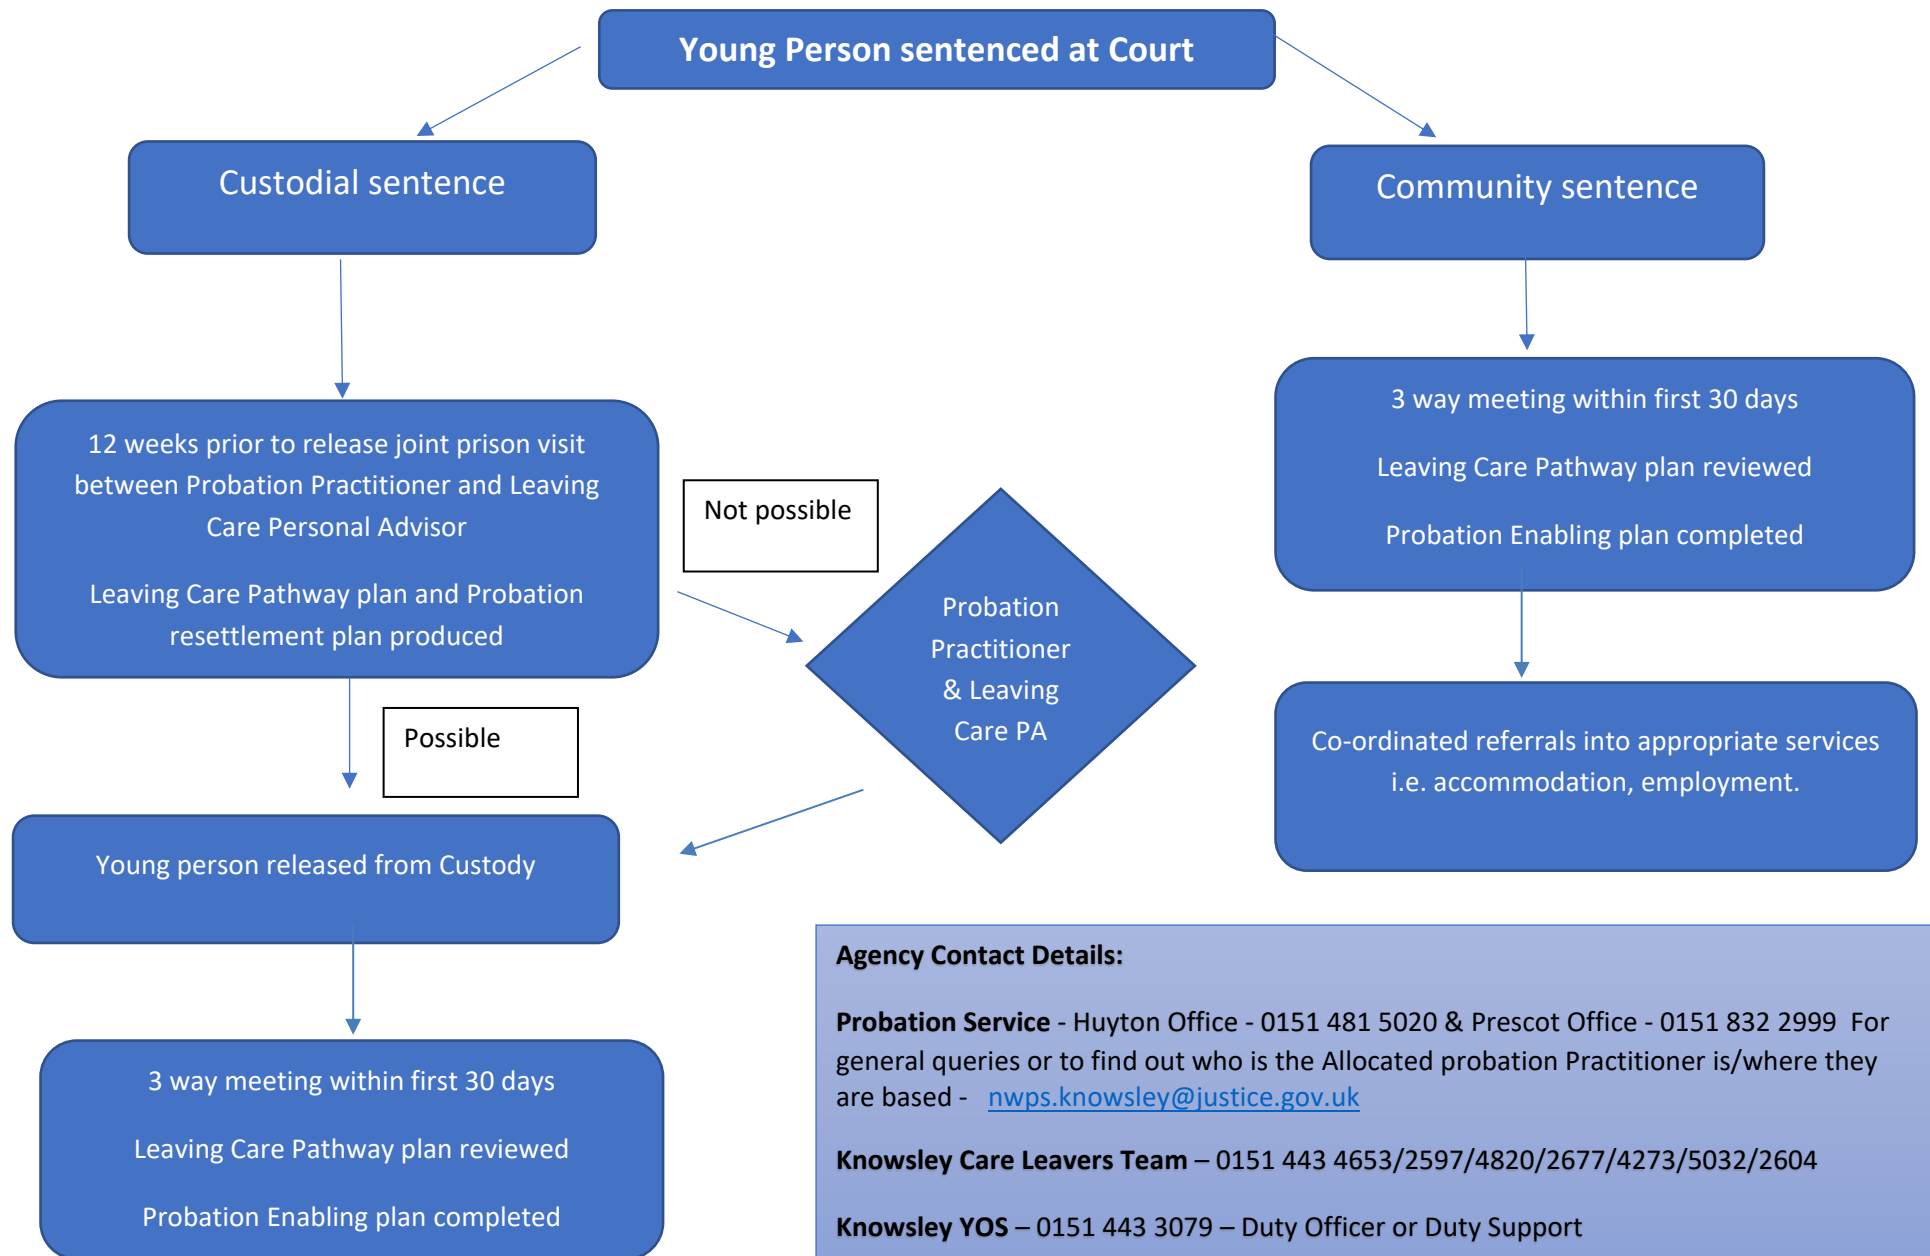 Young Person sentenced at Court
Custodial sentence
Community sentence
12 weeks prior to release joint prison visit
between Probation Practitioner and Leaving
Care Personal Advisor
Leaving Care Pathway plan and Probation
resettlement plan produced
Not possible
Probation
Practitioner
& Leaving
Care PA
Possible
Young person released from Custody
3 way meeting within first 30 days
Leaving Care Pathway plan reviewed
Probation Enabling plan completed
3 way meeting within first 30 days
Leaving Care Pathway plan reviewed
Probation Enabling plan completed
Co-ordinated referrals into appropriate services
i.e. accommodation, employment.
Agency Contact Details:
Probation Service - Huyton Office - 0151 481 5020 & Prescot Office - 0151 832 2999  For
general queries or to find out who is the Allocated probation Practitioner is/where they
are based -   nwps.knowsley@justice.gov.uk
Knowsley Care Leavers Team – 0151 443 4653/2597/4820/2677/4273/5032/2604
Knowsley YOS – 0151 443 3079 – Duty Officer or Duty Support